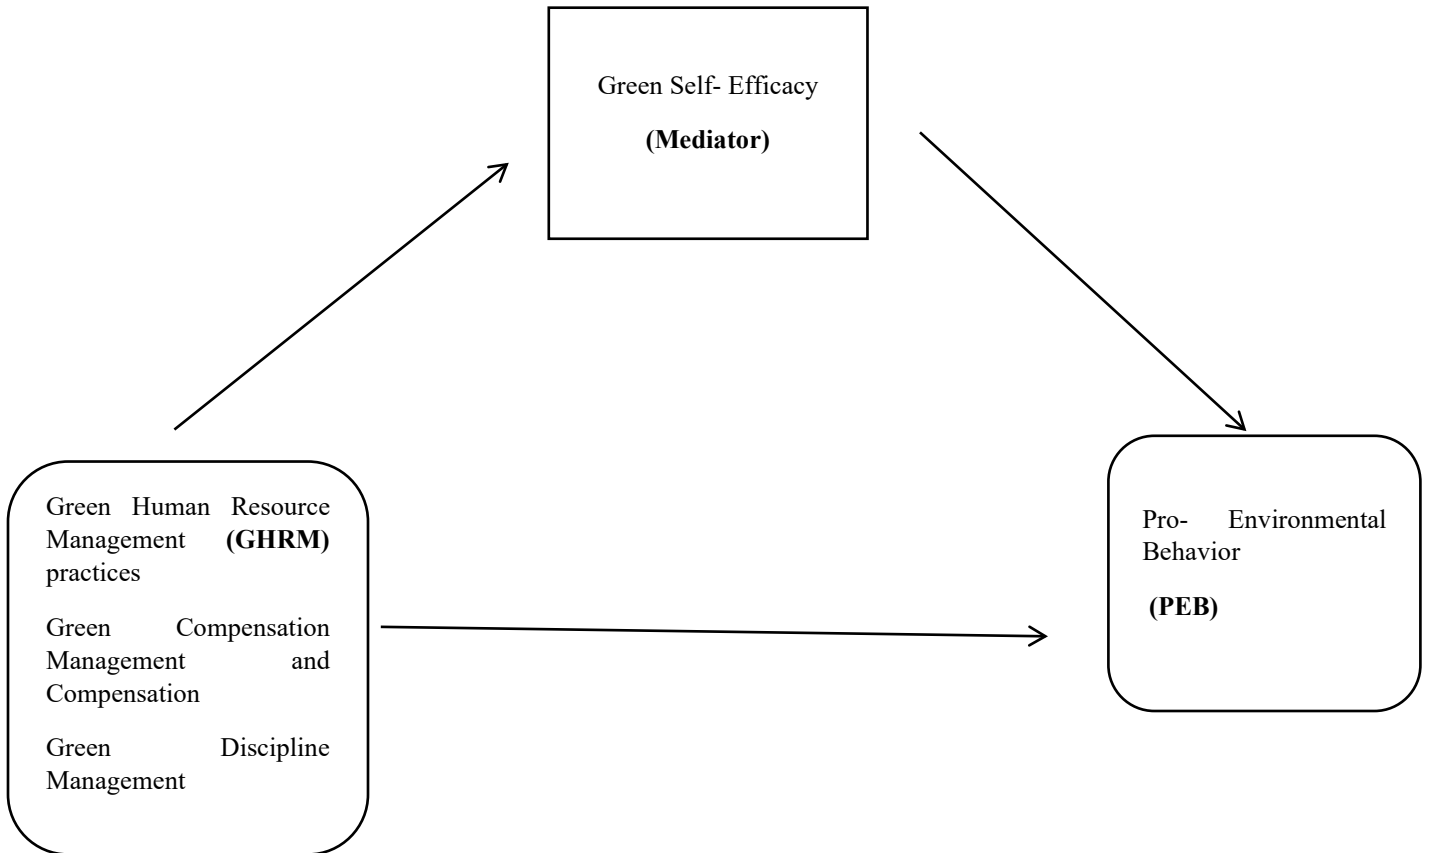 Green Self- Efficacy
(Mediator)
Green Human Resource
Management (GHRM)
practices
Green Compensation
Management and
Compensation
Green Discipline
Management
Pro- Environmental
Behavior
(PEB)